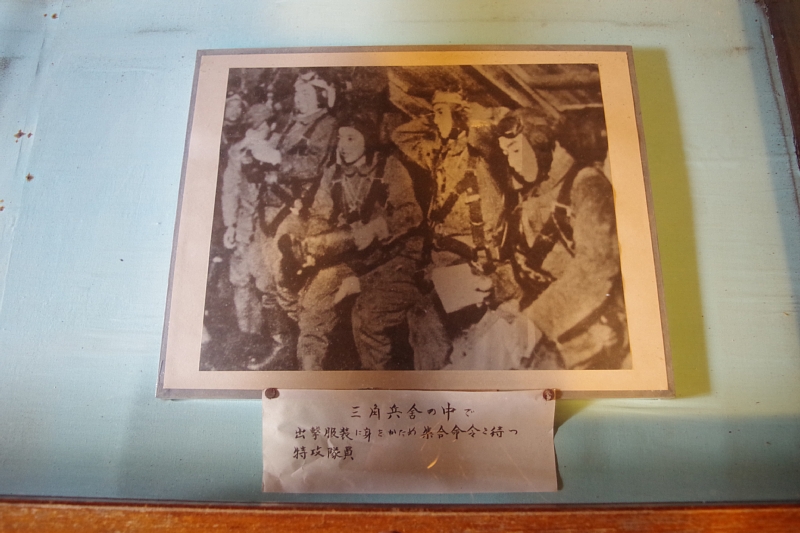 三角兵舎の中で
出撃服装に身をかため集合命令を待つ
特攻隊員